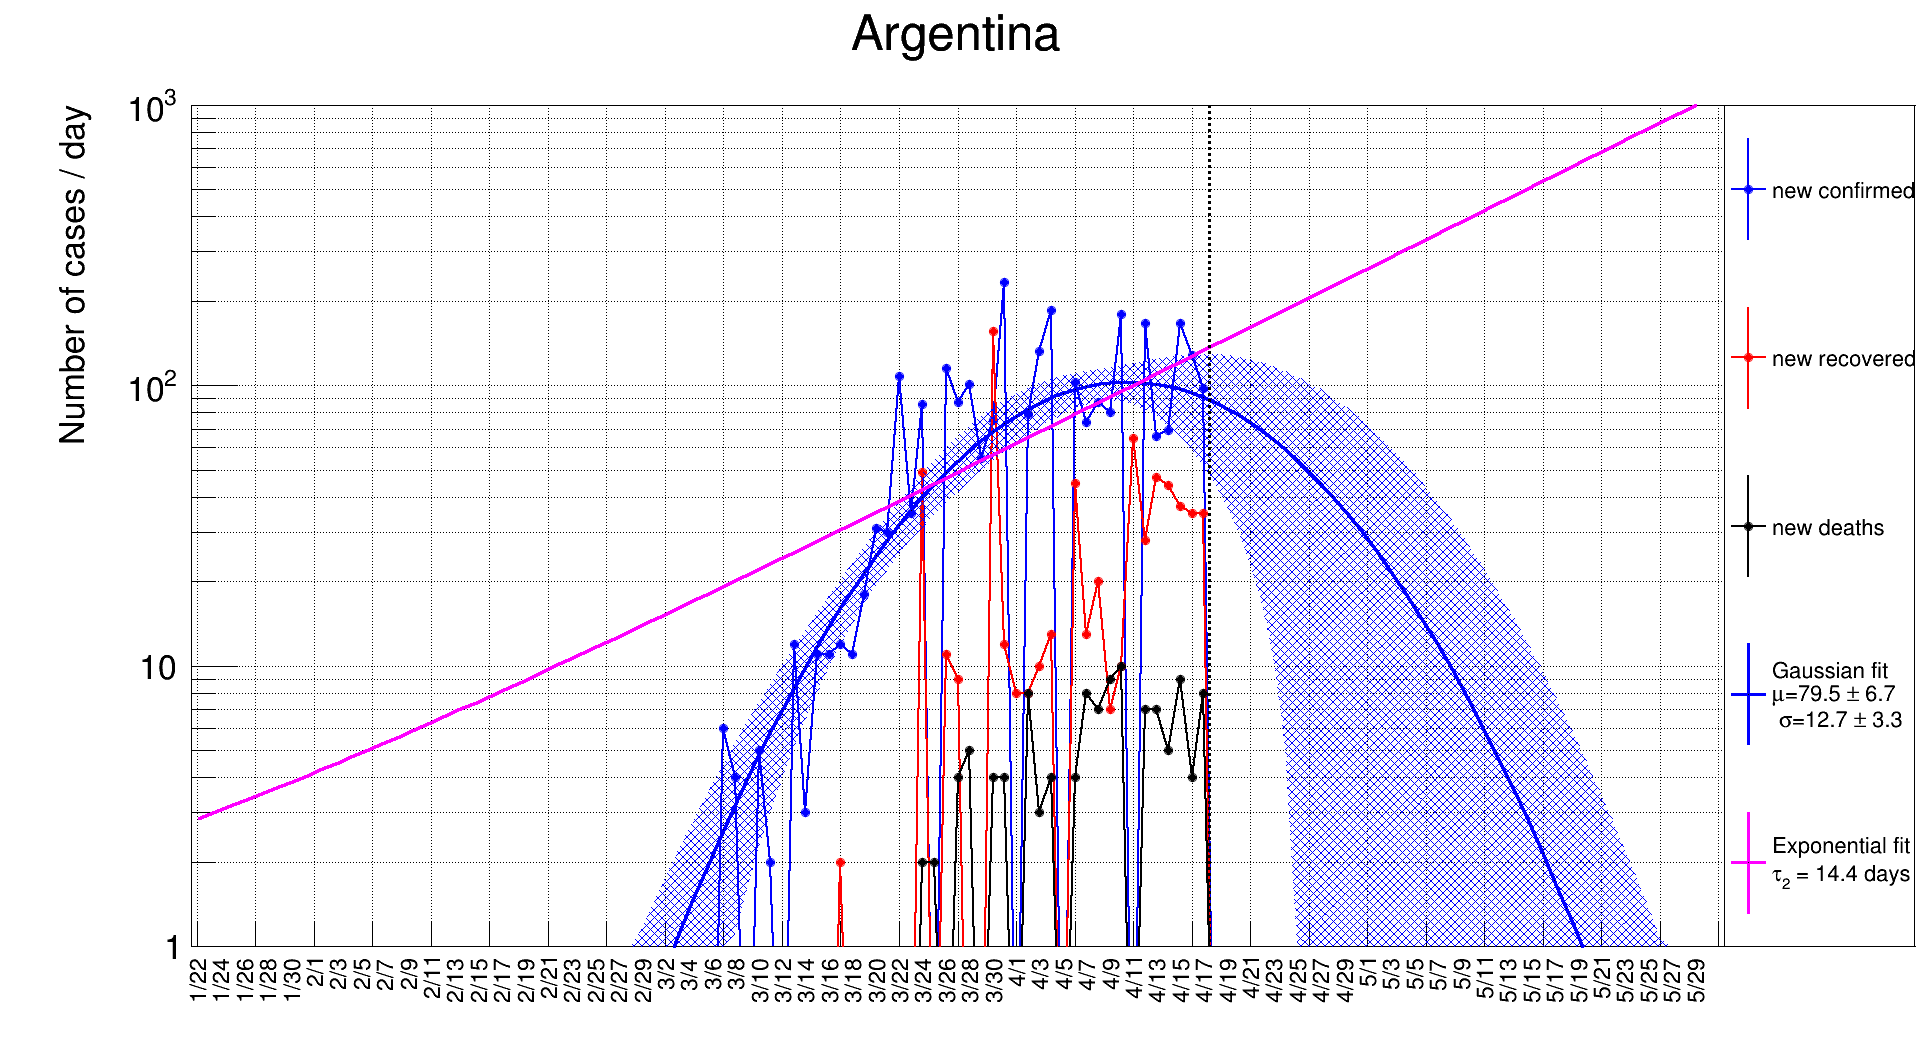 Argentina
Number of cases / day
10³
10²
10
1
1/22 1/24 1/26 1/28 1/30 2/1 2/3 2/5 2/7 2/9 2/11 2/13 2/15 2/17 2/19 2/21 2/23 2/25 2/27 2/29 3/2 3/4 3/6 3/8 3/10 3/12 3/14 3/16 3/18 3/20 3/22 3/24 3/26 3/28 3/30 4/1 4/3 4/5 4/7 4/9 4/11 4/13 4/15 4/17 4/19 4/21 4/23 4/25 4/27 4/29 5/1 5/3 5/5 5/7 5/9 5/11 5/13 5/15 5/17 5/19 5/21 5/23 5/25 5/27 5/29
new confirmed
new recovered
new deaths
Gaussian fit
μ=79.5 ± 6.7
σ=12.7 ± 3.3
Exponential fit
τ₂ = 14.4 days